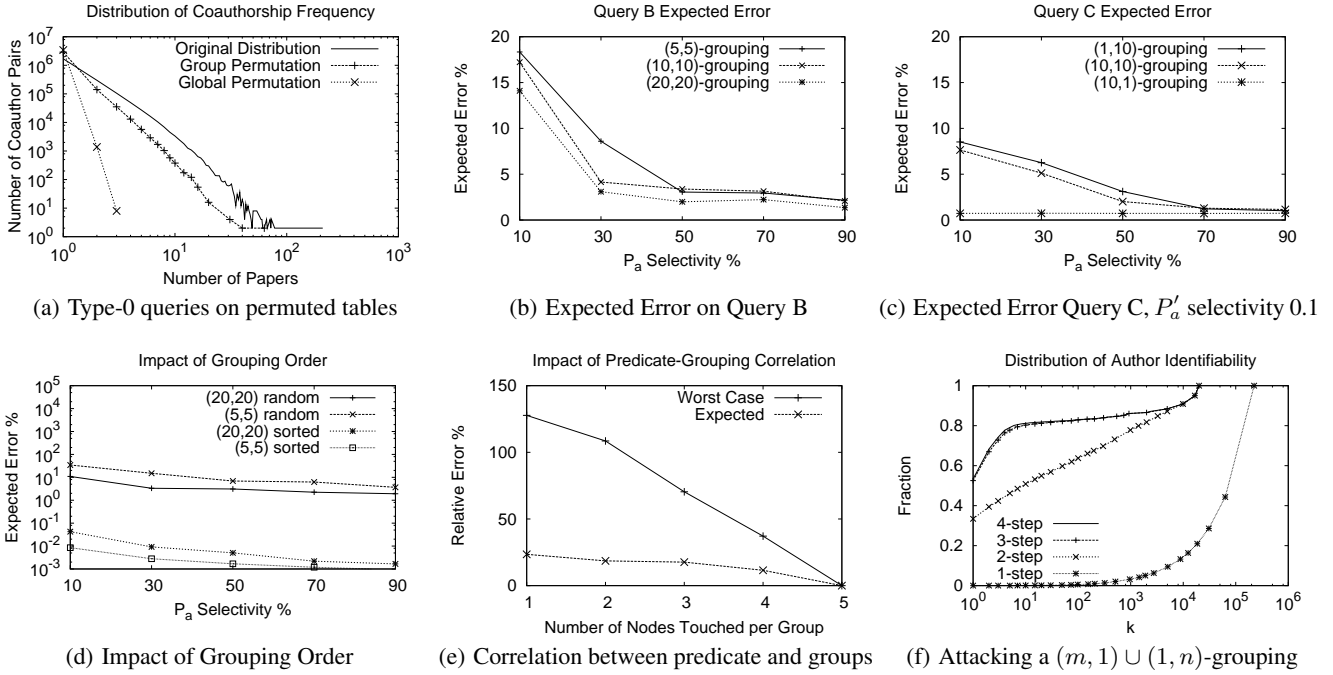 Distribution of Coauthorship Frequency
Number of Coauthor Pairs
10^7
10^6
10^5
10^4
10^3
10^2
10^1
10^0
Original Distribution
Group Permutation
Global Permutation
10^0 10^1 10^2 10^3
Number of Papers
(a) Type-0 queries on permuted tables
Query B Expected Error
Expected Error %
20
15
10
5
0
(5,5)-grouping
(10,10)-grouping
(20,20)-grouping
10 30 50 70 90
P_a Selectivity %
(b) Expected Error on Query B
Query C Expected Error
Expected Error %
20
15
10
5
0
(1,10)-grouping
(10,10)-grouping
(10,1)-grouping
10 30 50 70 90
P_a Selectivity %
(c) Expected Error Query C, P'_a selectivity 0.1
Impact of Grouping Order
Expected Error %
10^5
10^4
10^3
10^2
10^1
10^0
10^-1
10^-2
10^-3
(20,20) random
(5,5) random
(20,20) sorted
(5,5) sorted
10 30 50 70 90
P_a Selectivity %
(d) Impact of Grouping Order
Impact of Predicate-Grouping Correlation
Relative Error %
150
100
50
0
Worst Case
Expected
1 2 3 4 5
Number of Nodes Touched per Group
(e) Correlation between predicate and groups
Distribution of Author Identifiability
Fraction
1
0.8
0.6
0.4
0.2
0
4-step
3-step
2-step
1-step
10^0 10^1 10^2 10^3 10^4 10^5 10^6
k
(f) Attacking a (m, 1) ∪ (1, n)-grouping